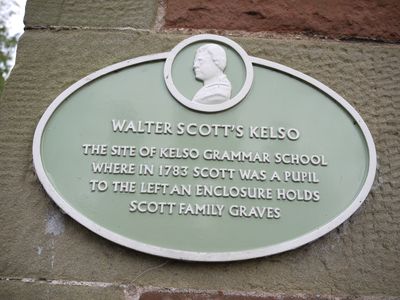 WALTER SCOTT'S KELSO
THE SITE OF KELSO GRAMMAR SCHOOL
WHERE IN 1783 SCOTT WAS A PUPIL
TO THE LEFT AN ENCLOSURE HOLDS
SCOTT FAMILY GRAVES